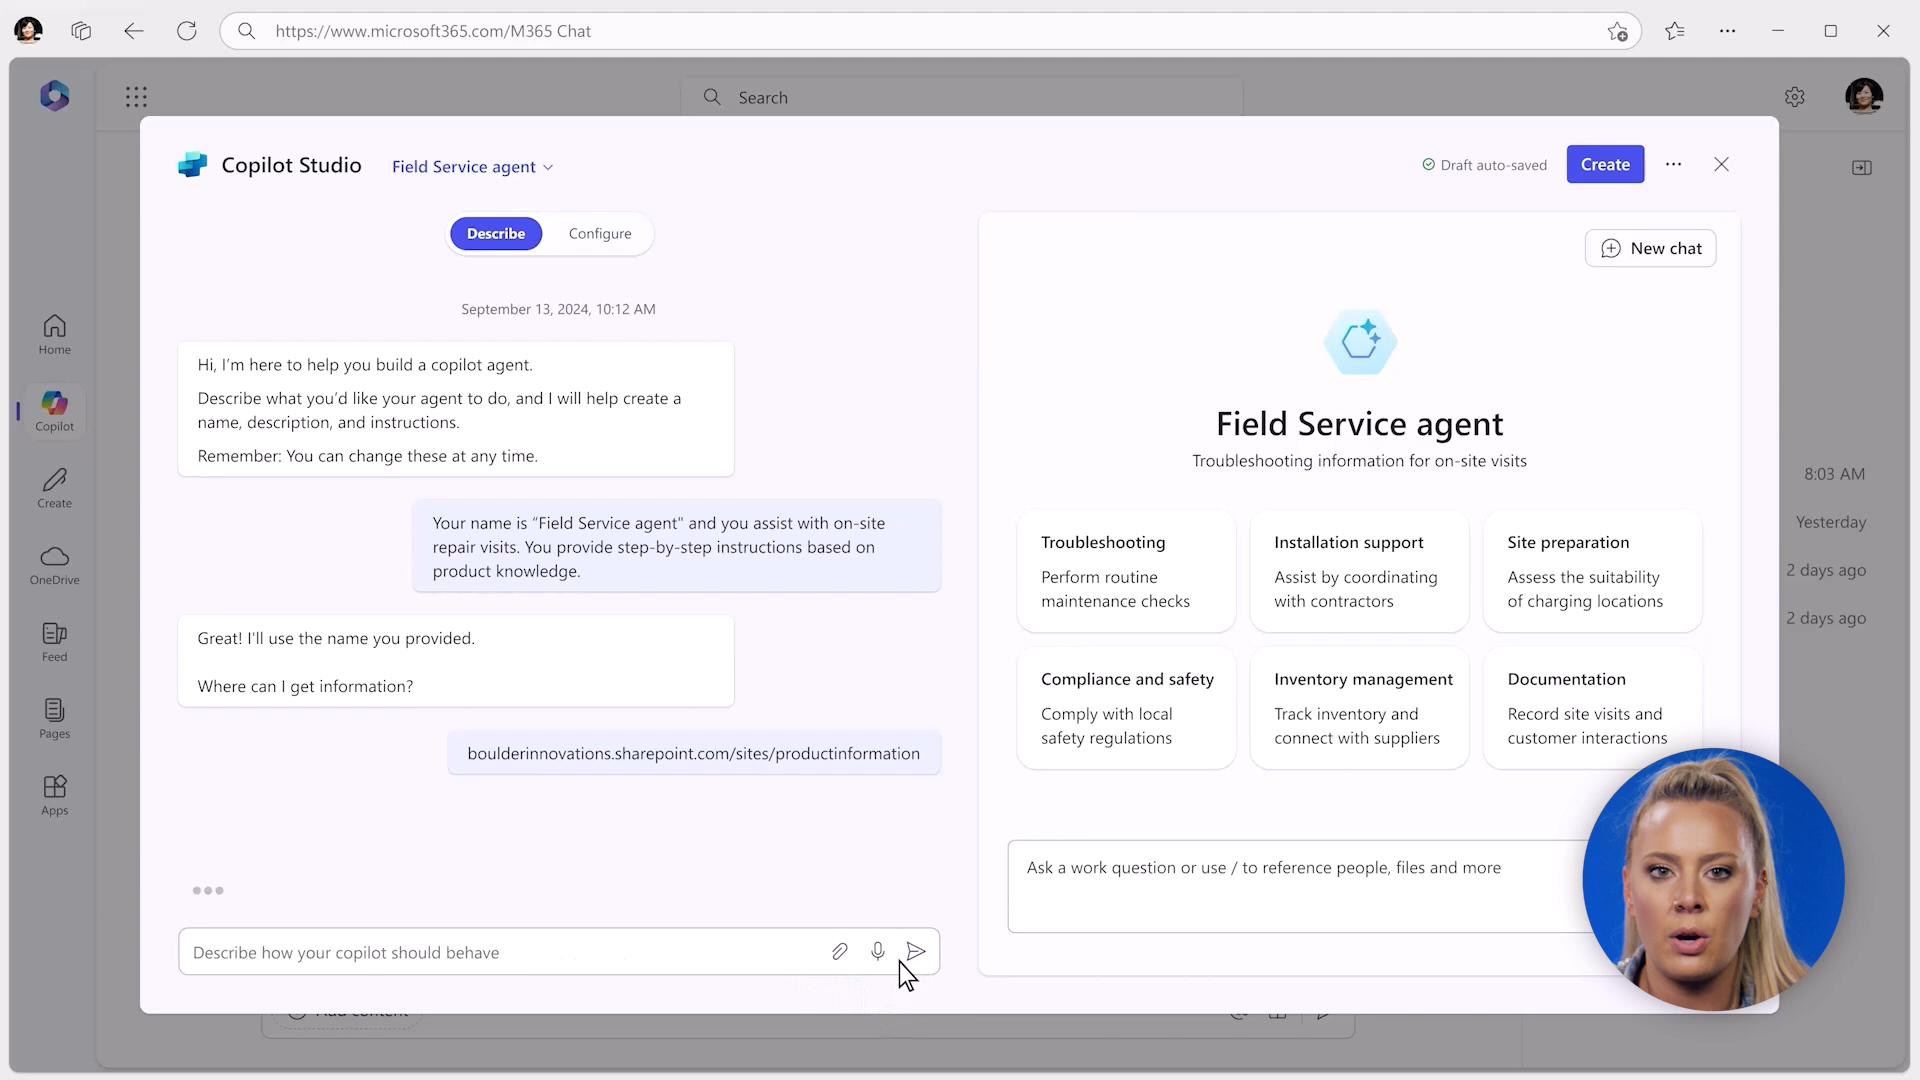 https://www.microsoft365.com/M365 Chat
Search
Copilot Studio
Field Service agent
Draft auto-saved
Create
Describe
Configure
September 13, 2024, 10:12 AM
Hi, I'm here to help you build a copilot agent.
Describe what you'd like your agent to do, and I will help create a
name, description, and instructions.
Remember: You can change these at any time.
Your name is “Field Service agent" and you assist with on-site
repair visits. You provide step-by-step instructions based on
product knowledge.
Great! I'll use the name you provided.
Where can I get information?
boulderinnovations.sharepoint.com/sites/productinformation
Describe how your copilot should behave
New chat
Field Service agent
Troubleshooting information for on-site visits
Troubleshooting
Perform routine
maintenance checks
Installation support
Assist by coordinating
with contractors
Site preparation
Assess the suitability
of charging locations
Compliance and safety
Comply with local
safety regulations
Inventory management
Track inventory and
connect with suppliers
Documentation
Record site visits and
customer interactions
Ask a work question or use / to reference people, files and more
Home
Copilot
Create
OneDrive
Feed
Pages
Apps
8:03 AM
Yesterday
2 days ago
2 days ago